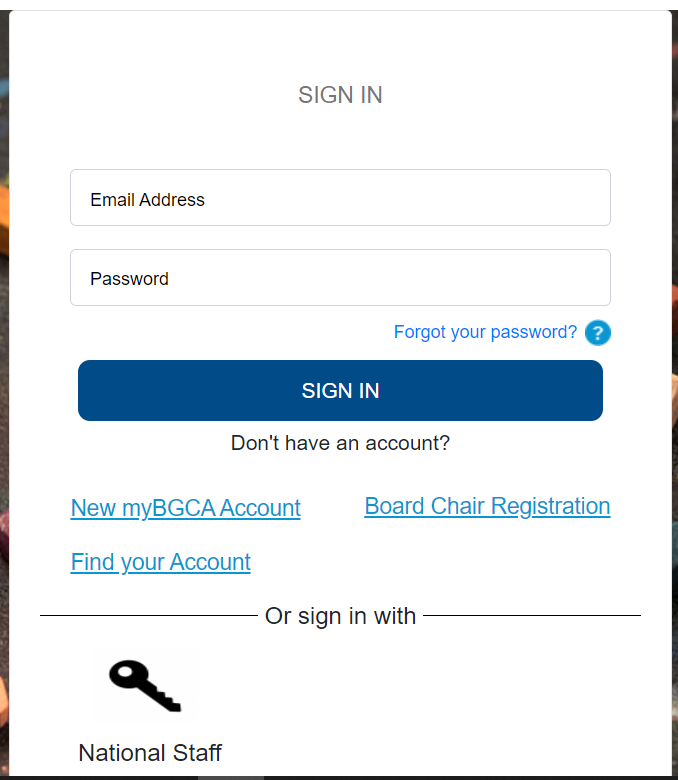 SIGN IN
Email Address
Password
Forgot your password? ?
SIGN IN
Don't have an account?
New myBGCA Account
Board Chair Registration
Find your Account
Or sign in with
National Staff